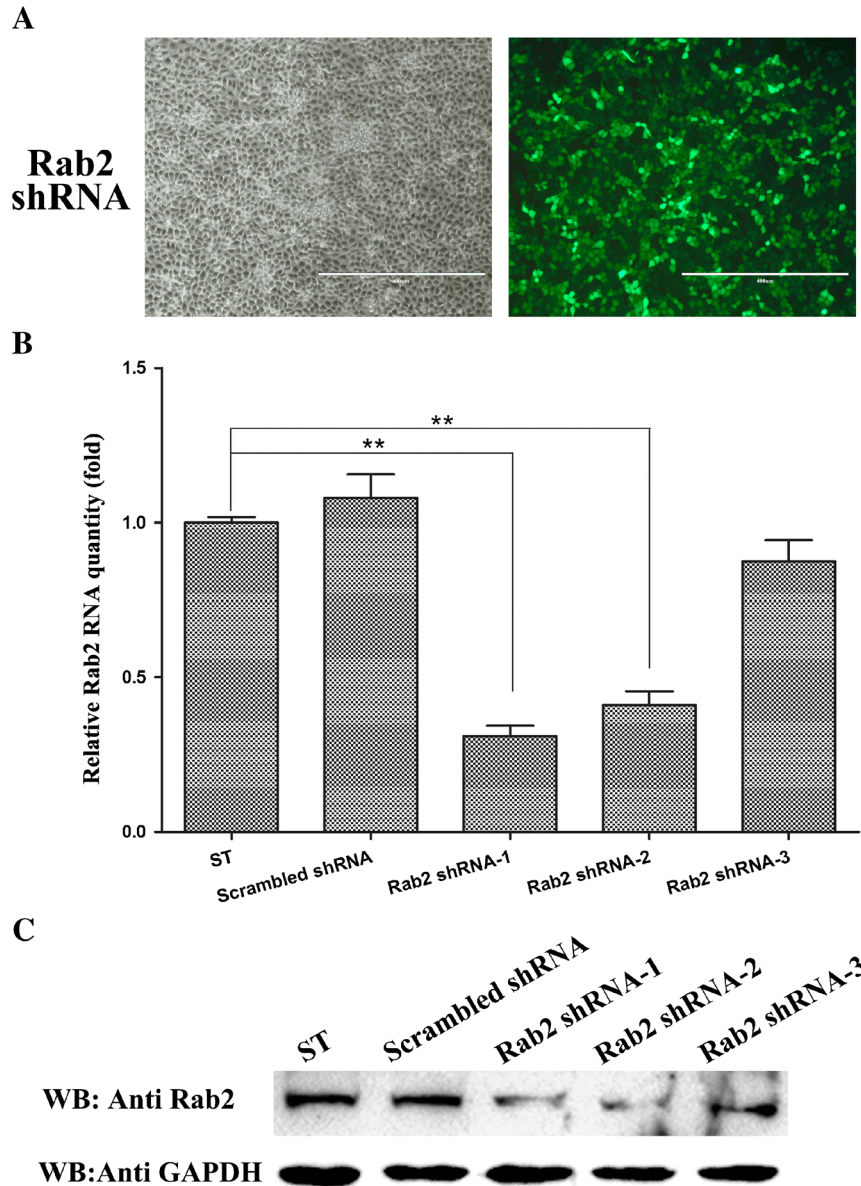 A
Rab2
shRNA
400um
B
Relative Rab2 RNA quantity (fold)
1.5
1.0
0.5
0.0
**
**
ST
Scrambled shRNA
Rab2 shRNA-1
Rab2 shRNA-2
Rab2 shRNA-3
C
ST
Scrambled shRNA
Rab2 shRNA-1
Rab2 shRNA-2
Rab2 shRNA-3
WB: Anti Rab2
WB:Anti GAPDH